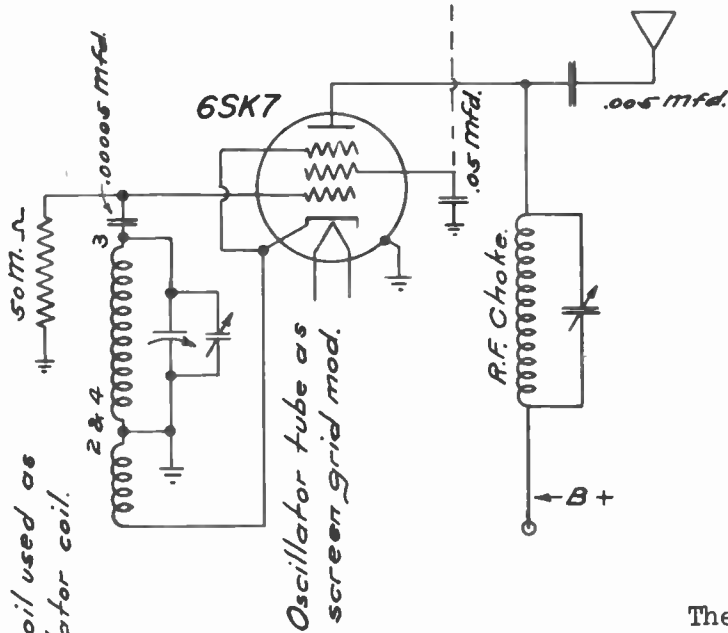 6SK7
.00005 mfd.
.05 mfd.
.005 mfd.
50 m. Ω
3
2 & 4
R.F. Choke.
B+
Oscillator tube as
screen grid mod.
oil used as
ator coil.
The